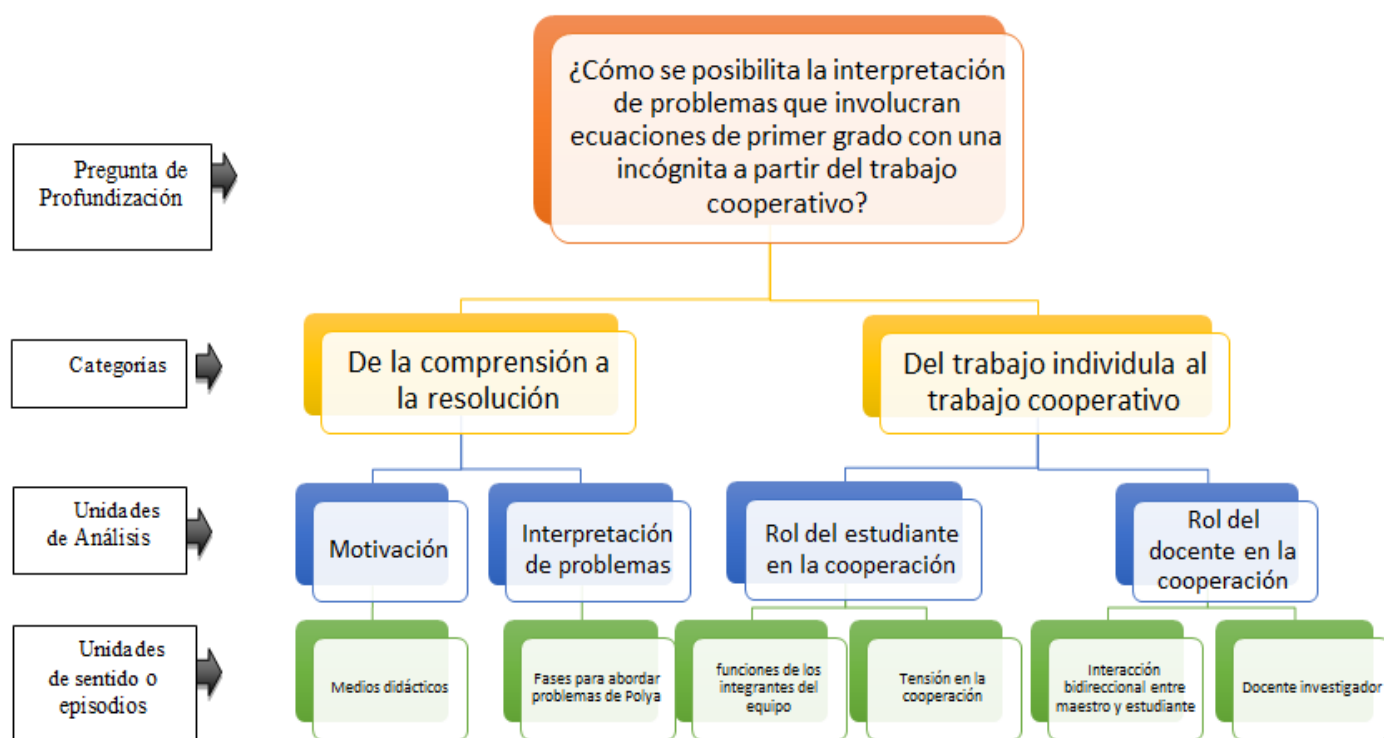 ¿Cómo se posibilita la interpretación
de problemas que involucran
ecuaciones de primer grado con una
incógnita a partir del trabajo
cooperativo?
Pregunta de
Profundización
Categorías
De la comprensión a
la resolución
Del trabajo individula al
trabajo cooperativo
Unidades
de Análisis
Motivación
Interpretación
de problemas
Rol del estudiante
en la cooperación
Rol del
docente en la
cooperación
Unidades
de sentido o
episodios
Medios didácticos
Fases para abordar
problemas de Polya
funciones de los
integrantes del
equipo
Tensión en la
cooperación
Interacción
bidireccional entre
maestro y estudiante
Docente investigador